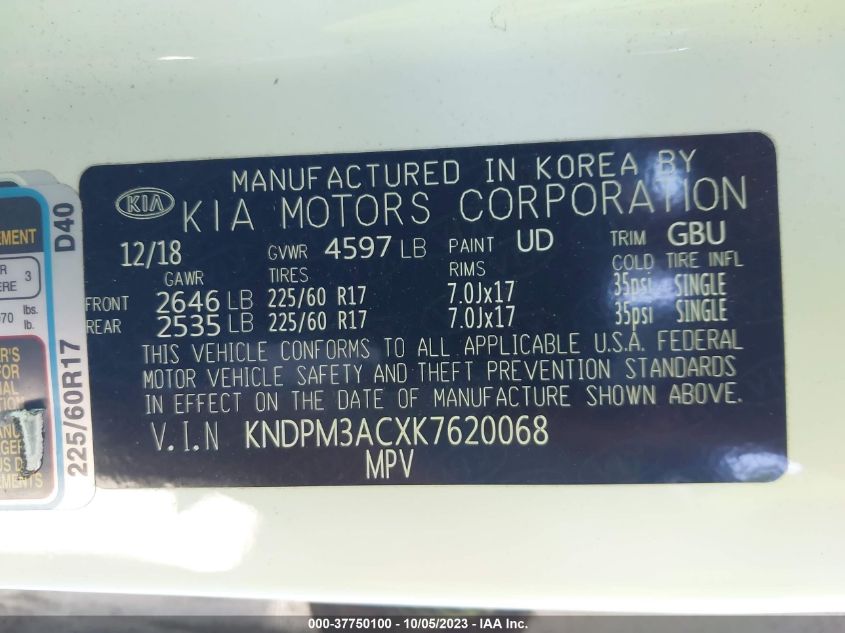 MANUFACTURED IN KOREA BY
KIA KIA MOTORS CORPORATION
12/18 GVWR 4597 LB PAINT UD TRIM GBU
GAWR TIRES RIMS COLD TIRE INFL
FRONT 2646 LB 225/60 R17 7.0Jx17 35psi SINGLE
REAR 2535 LB 225/60 R17 7.0Jx17 35psi SINGLE
THIS VEHICLE CONFORMS TO ALL APPLICABLE U.S.A. FEDERAL
MOTOR VEHICLE SAFETY AND THEFT PREVENTION STANDARDS
IN EFFECT ON THE DATE OF MANUFACTURE SHOWN ABOVE.
V.I.N KNDPM3ACXK7620068
MPV
D40
225/60R17
EMENT
3
lbs.
lb.
000-37750100 - 10/05/2023 - IAA Inc.